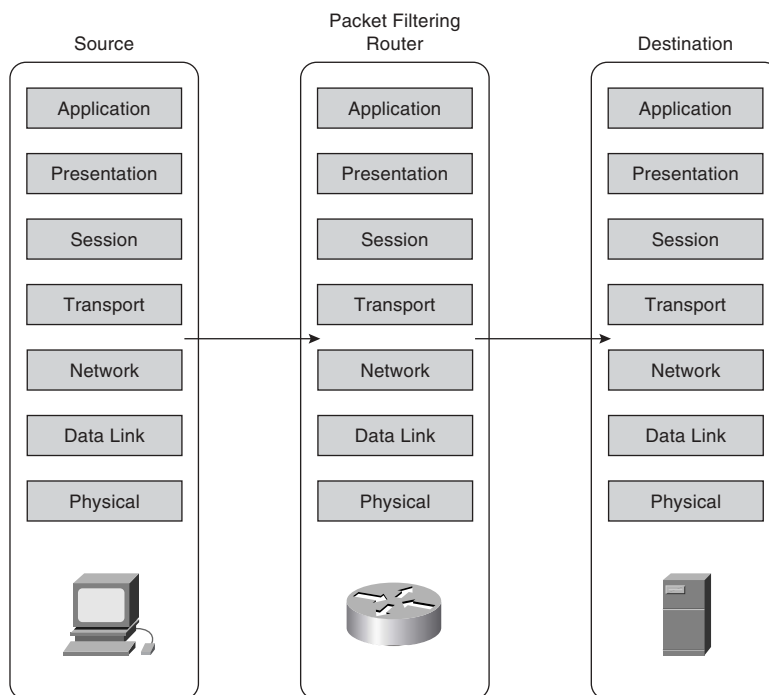 Source
Packet Filtering
Router
Destination
Application
Presentation
Session
Transport
Network
Data Link
Physical
Application
Presentation
Session
Transport
Network
Data Link
Physical
Application
Presentation
Session
Transport
Network
Data Link
Physical